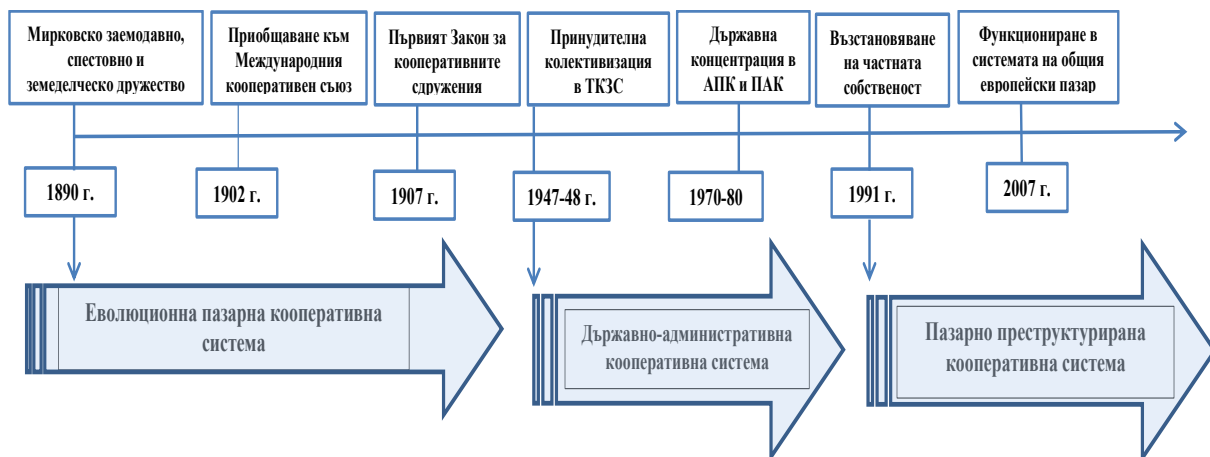 Мирковско заемодавно,
спестовно и
земеделческо дружество
Приобщаване към
Международния
кооперативен съюз
Първият Закон за
кооперативните
сдружения
Принудителна
колективизация
в ТКЗС
Държавна
концентрация в
АПК и ПАК
Възстановяване
на частната
собственост
Функциониране в
системата на общия
европейски пазар
1890 г.
1902 г.
1907 г.
1947-48 г.
1970-80
1991 г.
2007 г.
Еволюционна пазарна кооперативна
система
Държавно-административна
кооперативна система
Пазарно преструктурирана
кооперативна система